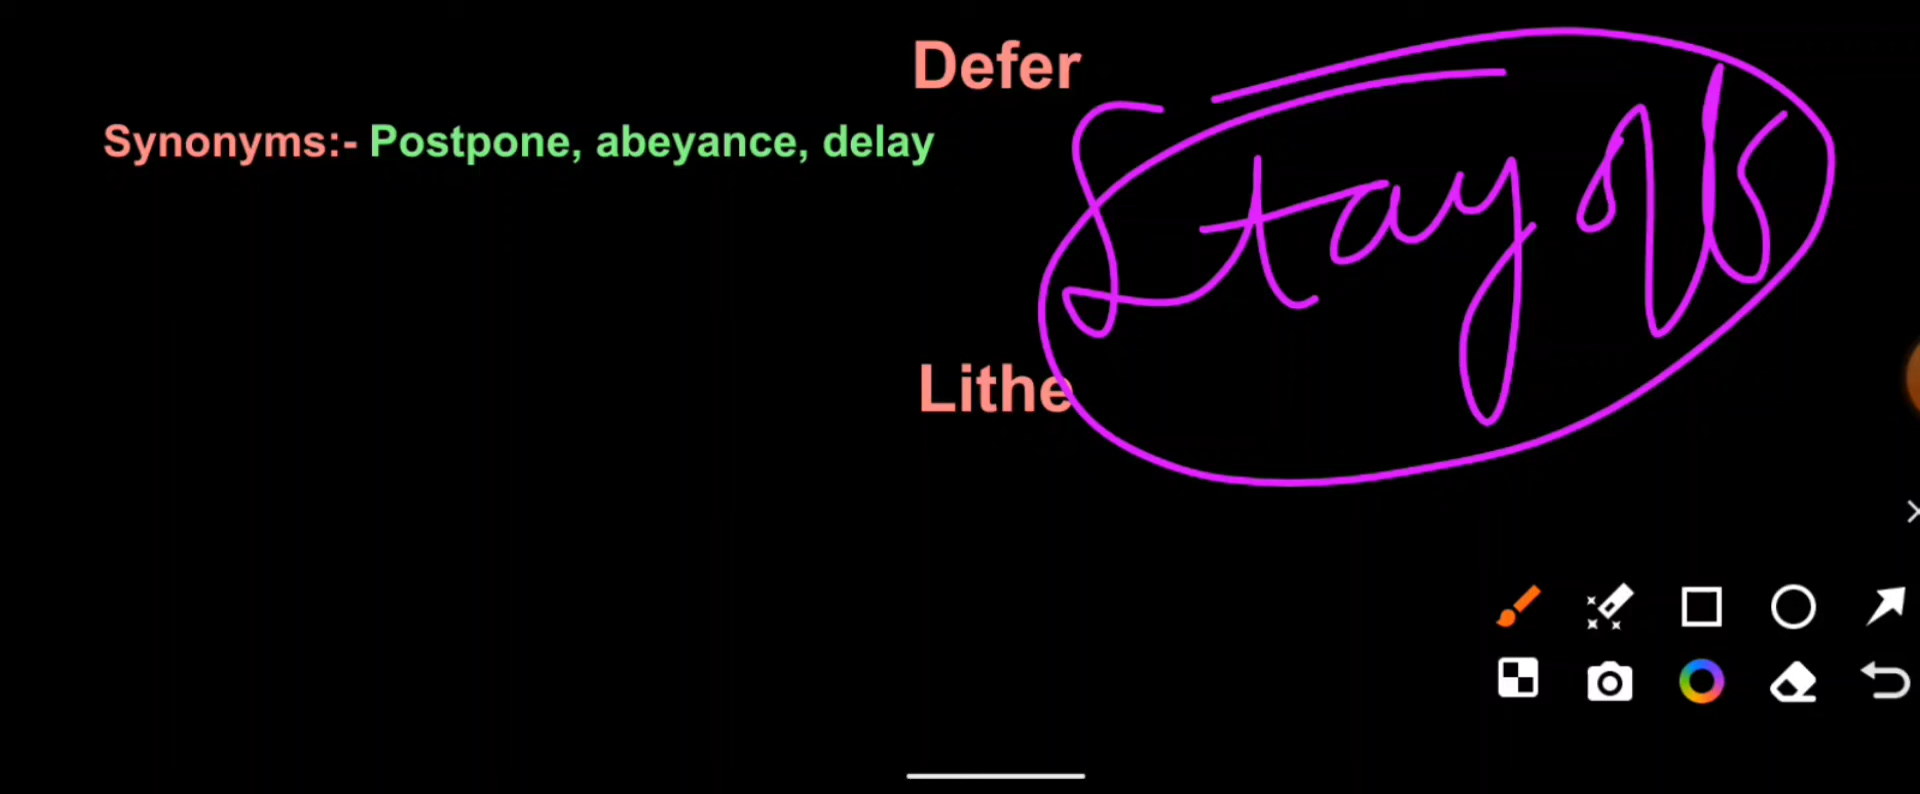 Defer
Synonyms:- Postpone, abeyance, delay
Stay
Lithe